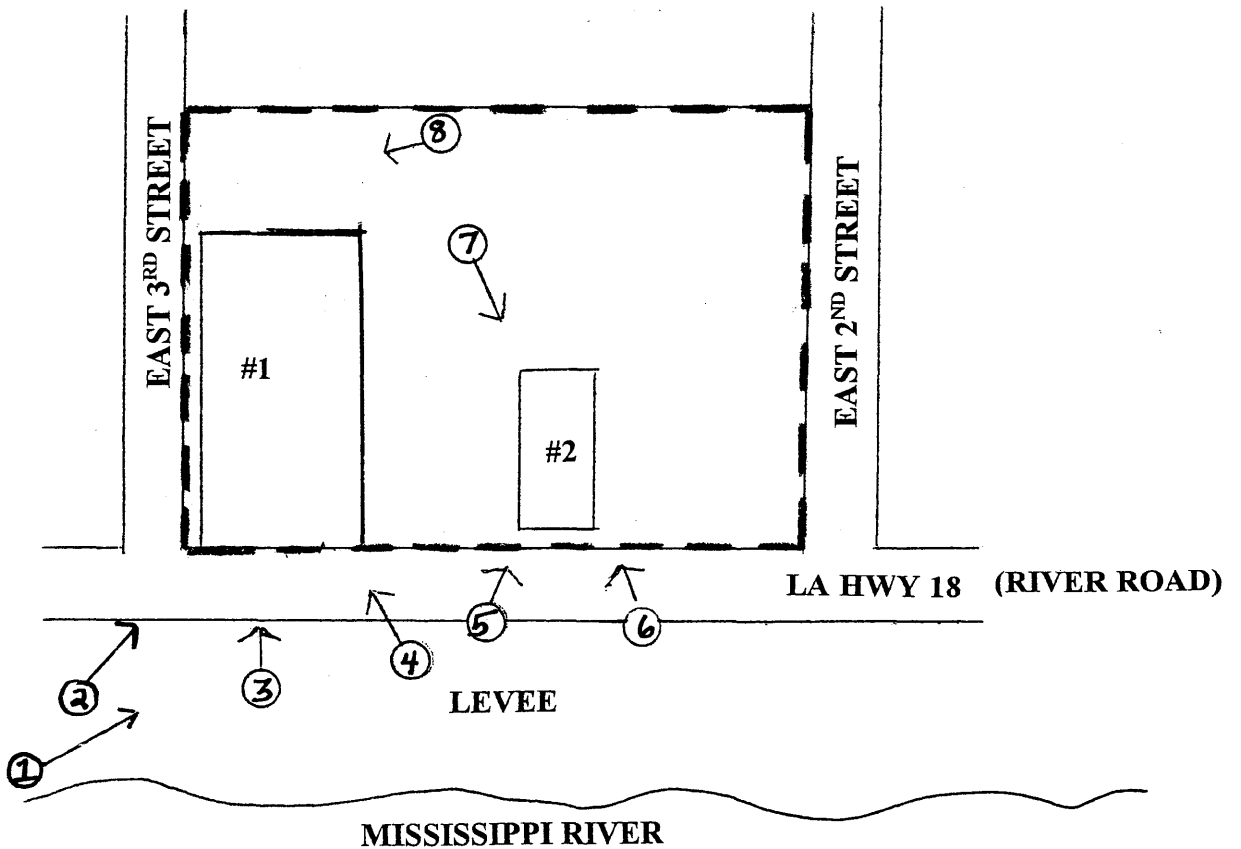 8
EAST 3RD STREET
7
EAST 2ND STREET
#1
#2
LA HWY 18 (RIVER ROAD)
5
6
4
3
2
LEVEE
1
MISSISSIPPI RIVER